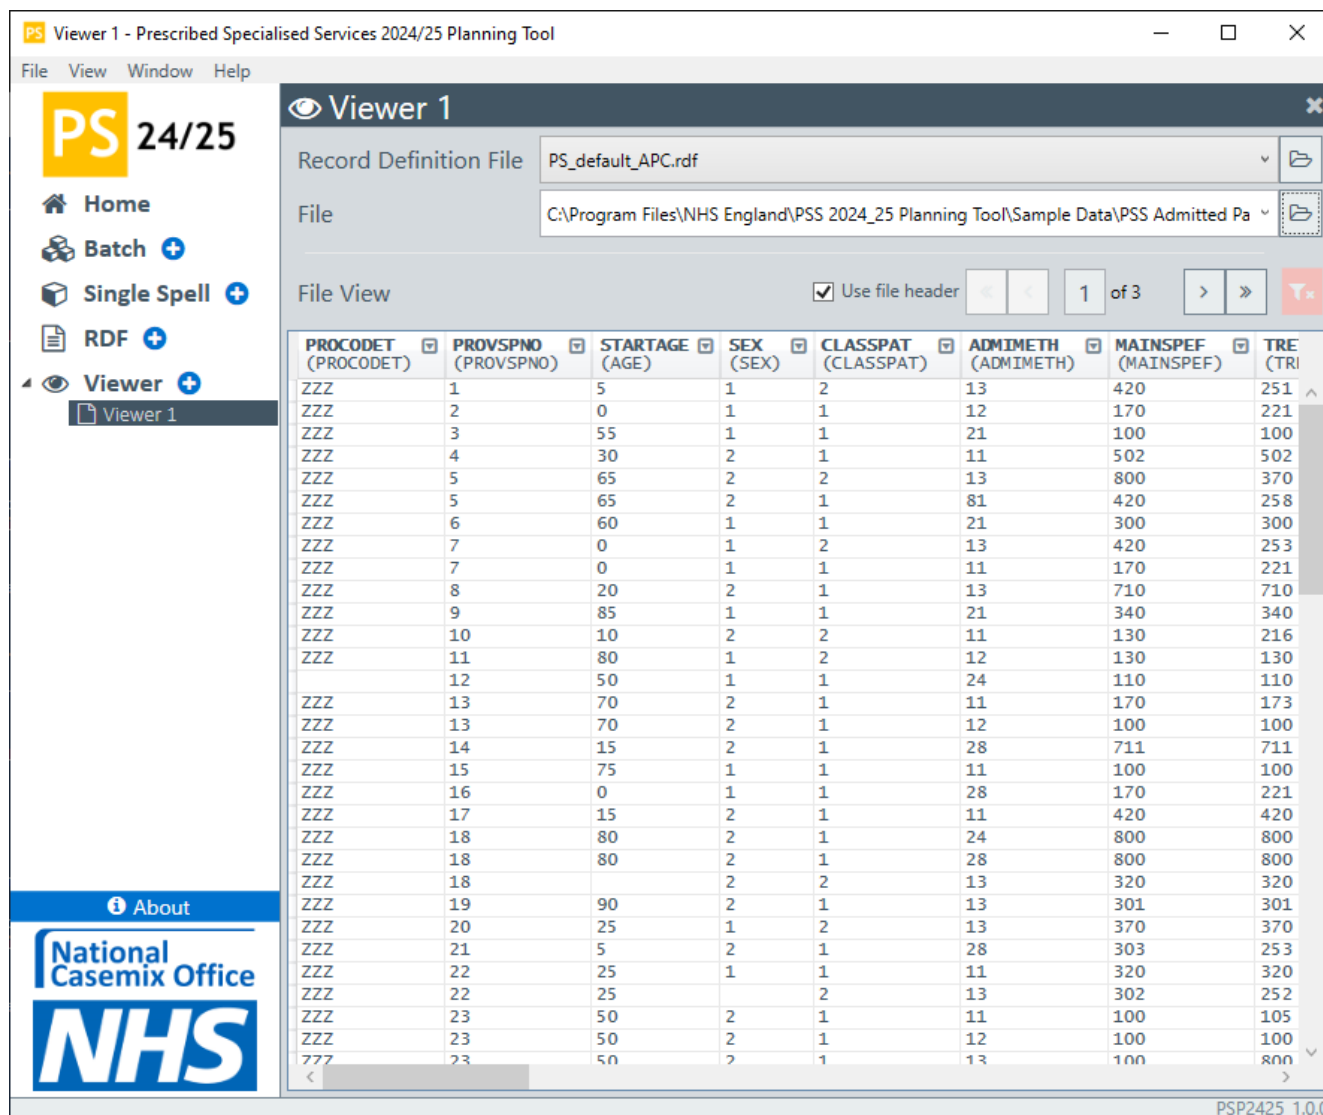 PS Viewer 1 - Prescribed Specialised Services 2024/25 Planning Tool
File View Window Help
PS 24/25
Home
Batch
Single Spell
RDF
Viewer
Viewer 1
About
National
Casemix Office
NHS
Viewer 1
Record Definition File PS_default_APC.rdf
File C:\Program Files\NHS England\PSS 2024_25 Planning Tool\Sample Data\PSS Admitted Pa
File View Use file header 1 of 3
PROCODET PROVSPNO STARTAGE SEX CLASSPAT ADMIMETH MAINSPEF TRE
(PROCODET) (PROVSPNO) (AGE) (SEX) (CLASSPAT) (ADMIMETH) (MAINSPEF) (TRE
ZZZ 1 5 1 2 13 420 251
ZZZ 2 0 1 1 12 170 221
ZZZ 3 55 1 1 21 100 100
ZZZ 4 30 2 1 11 502 502
ZZZ 5 65 2 2 13 800 370
ZZZ 5 65 2 1 81 420 258
ZZZ 6 60 1 1 21 300 300
ZZZ 7 0 1 2 13 420 253
ZZZ 7 0 1 1 11 170 221
ZZZ 8 20 2 1 13 710 710
ZZZ 9 85 1 1 21 340 340
ZZZ 10 10 2 2 11 130 216
ZZZ 11 80 1 2 12 130 130
12 50 1 1 24 110 110
ZZZ 13 70 2 1 11 170 173
ZZZ 13 70 2 1 12 100 100
ZZZ 14 15 2 1 28 711 711
ZZZ 15 75 1 1 11 100 100
ZZZ 16 0 1 1 28 170 221
ZZZ 17 15 2 1 11 420 420
ZZZ 18 80 2 1 24 800 800
ZZZ 18 80 2 1 28 800 800
ZZZ 18 2 2 13 320 320
ZZZ 19 90 2 1 13 301 301
ZZZ 20 25 1 2 13 370 370
ZZZ 21 5 2 1 28 303 253
ZZZ 22 25 1 1 11 320 320
ZZZ 22 25 2 13 302 252
ZZZ 23 50 2 1 11 100 105
ZZZ 23 50 2 1 12 100 100
ZZZ 23 50 2 1 13 100 800
PSP2425 1.0.0